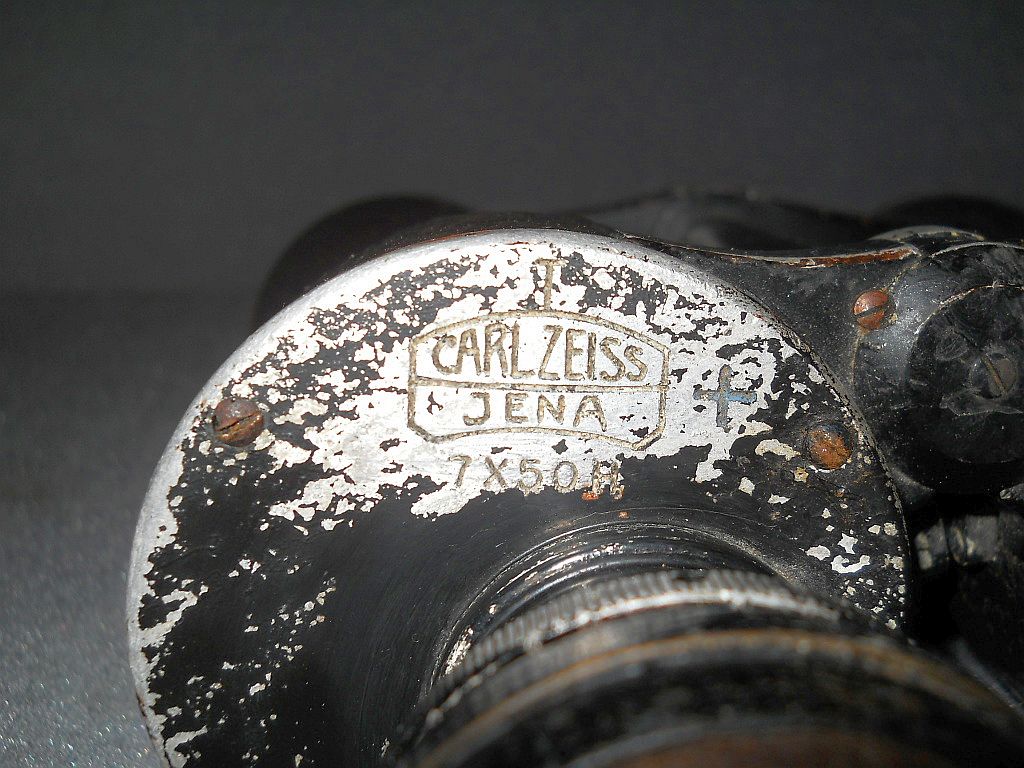 T
CARL ZEISS
JENA
+
7X50 H